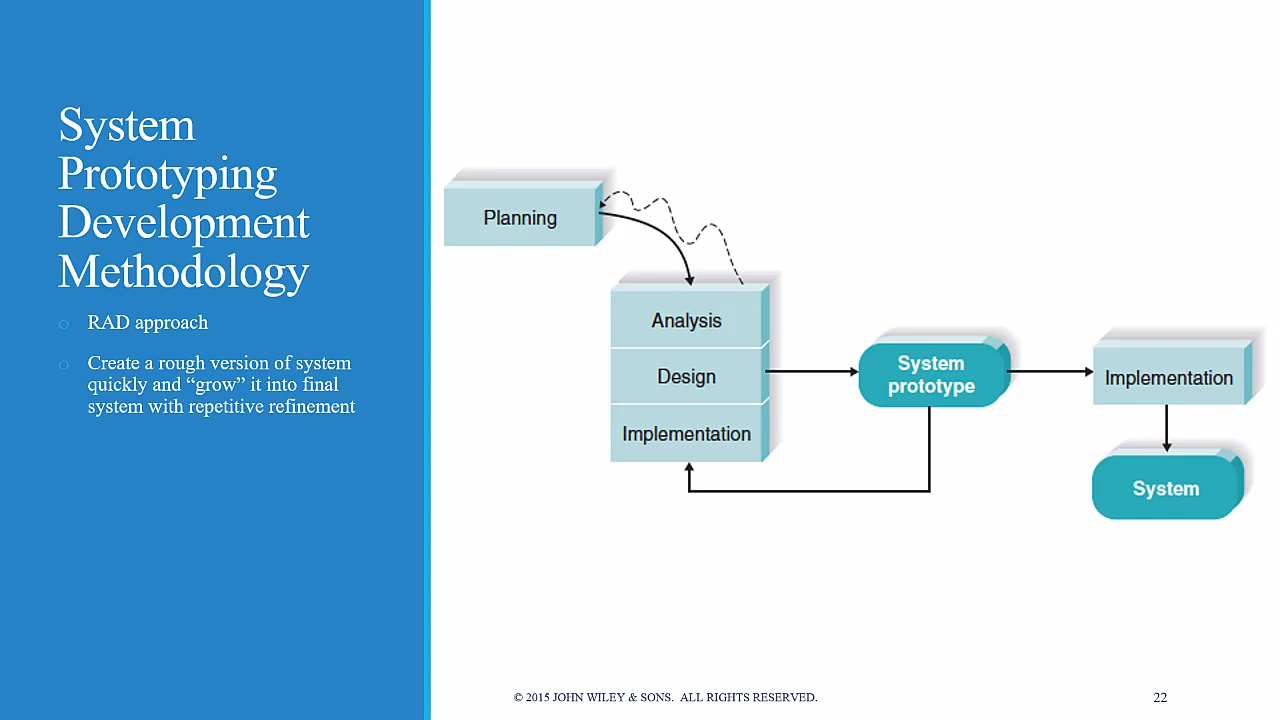 System
Prototyping
Development
Methodology
o RAD approach
o Create a rough version of system
quickly and “grow” it into final
system with repetitive refinement
Planning
Analysis
Design
Implementation
System
prototype
Implementation
System
© 2015 JOHN WILEY & SONS. ALL RIGHTS RESERVED.
22